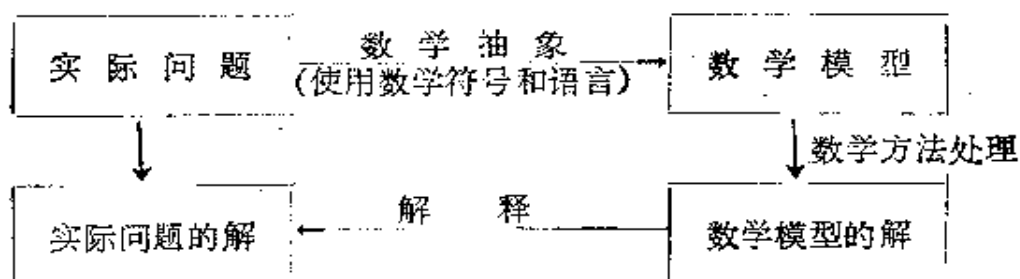 实际问题
数学抽象
(使用数学符号和语言)
数学模型
数学方法处理
实际问题的解
解释
数学模型的解